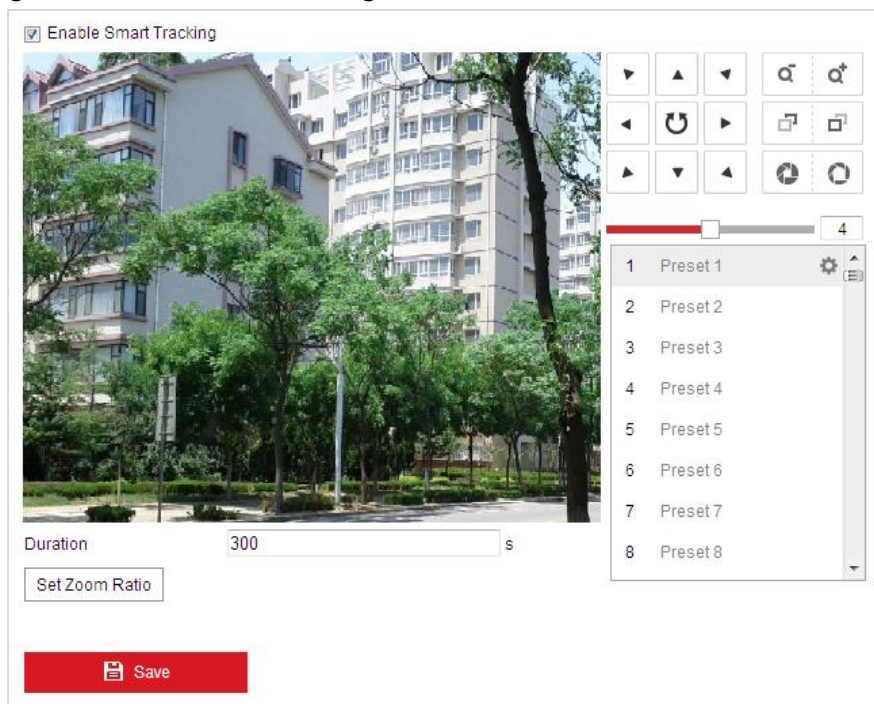 Enable Smart Tracking
4
1 Preset 1
2 Preset 2
3 Preset 3
4 Preset 4
5 Preset 5
6 Preset 6
7 Preset 7
8 Preset 8
Duration 300 s
Set Zoom Ratio
Save